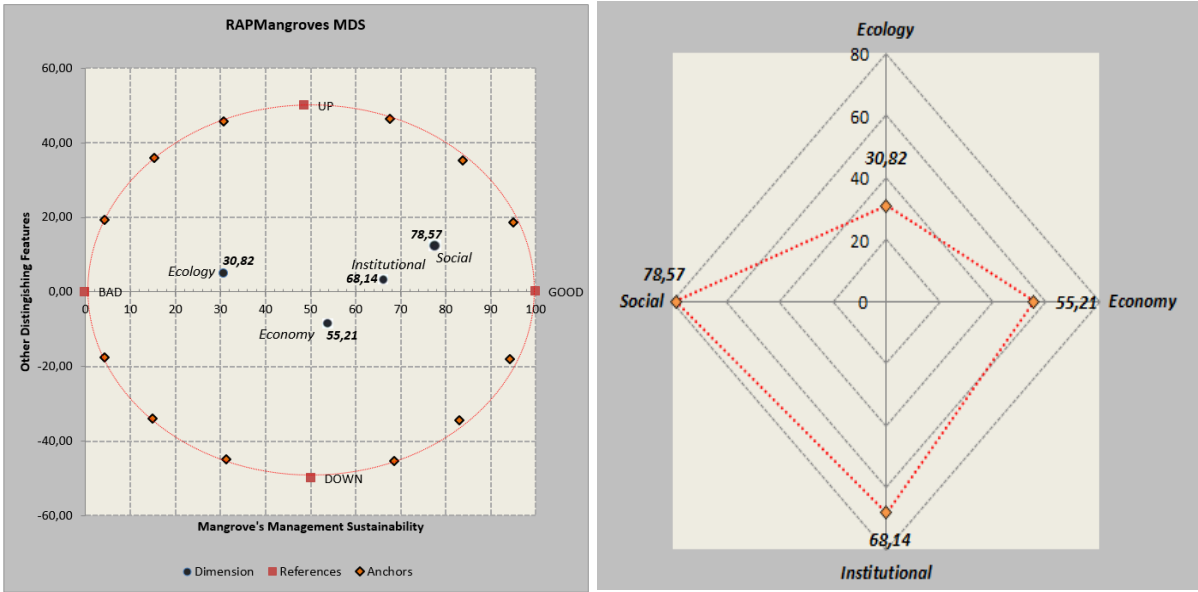 RAPMangroves MDS
60,00
40,00
20,00
0,00
-20,00
-40,00
-60,00
Other Distingishing Features
UP
78,57
Social
Institutional
68,14
30,82
Ecology
BAD
GOOD
0 10 20 30 40 50 60 70 80 90 100
Economy 55,21
DOWN
Mangrove's Management Sustainability
Dimension References Anchors
Ecology
80
60
40
20
0
30,82
78,57
Social
55,21
Economy
68,14
Institutional